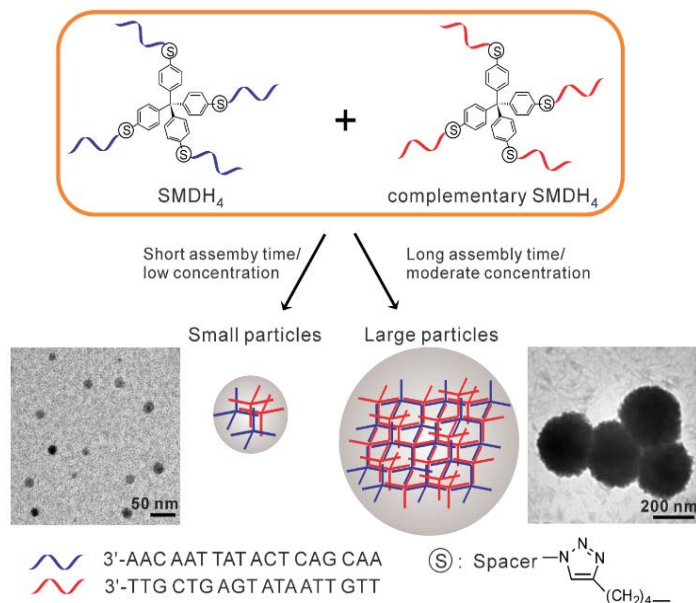 S S S S
+
S S S S
SMDH4 complementary SMDH4
Short assemby time/
low concentration
Long assembly time/
moderate concentration
Small particles Large particles
50 nm
200 nm
3'-AAC AAT TAT ACT CAG CAA
3'-TTG CTG AGT ATA ATT GTT
S : Spacer
N N
N
(CH2)4